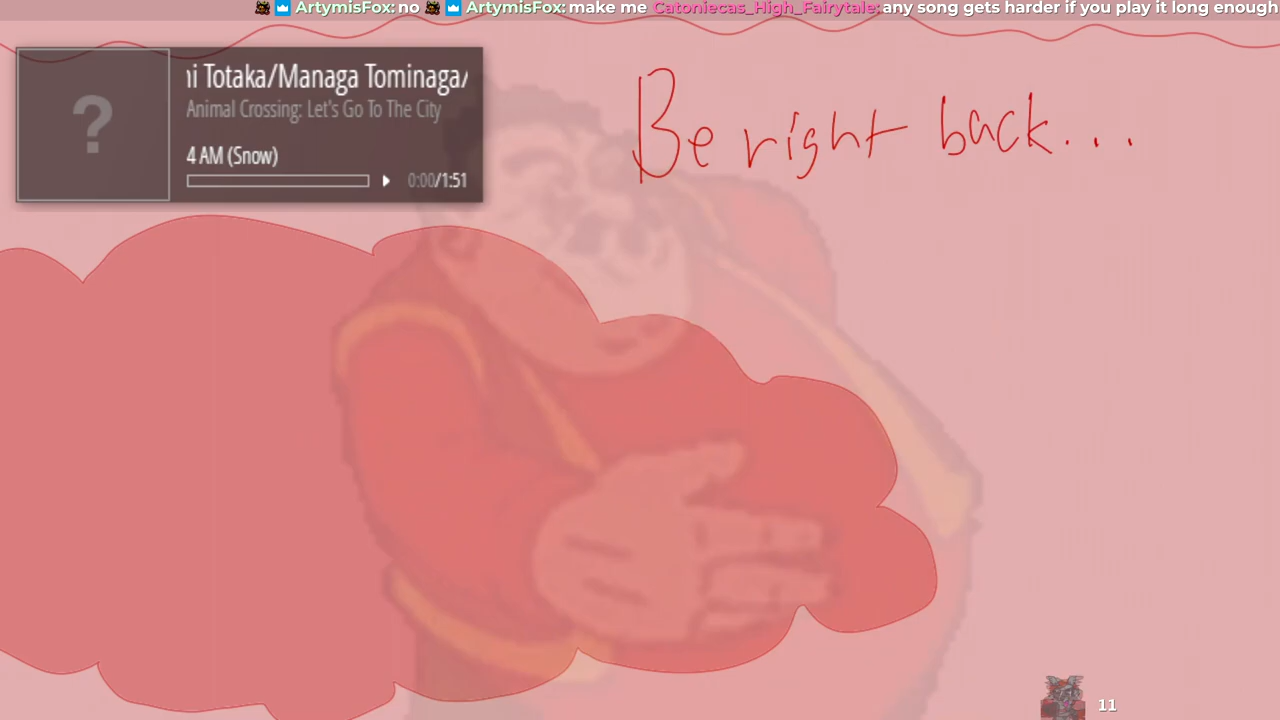 ArtymisFox: no ArtymisFox: make me Catoniecas_High_Fairytale: any song gets harder if you play it long enough
ni Totaka/Managa Tominaga/
Animal Crossing: Let's Go To The City
4 AM (Snow)
0:00/1:51
?
Be right back...
11